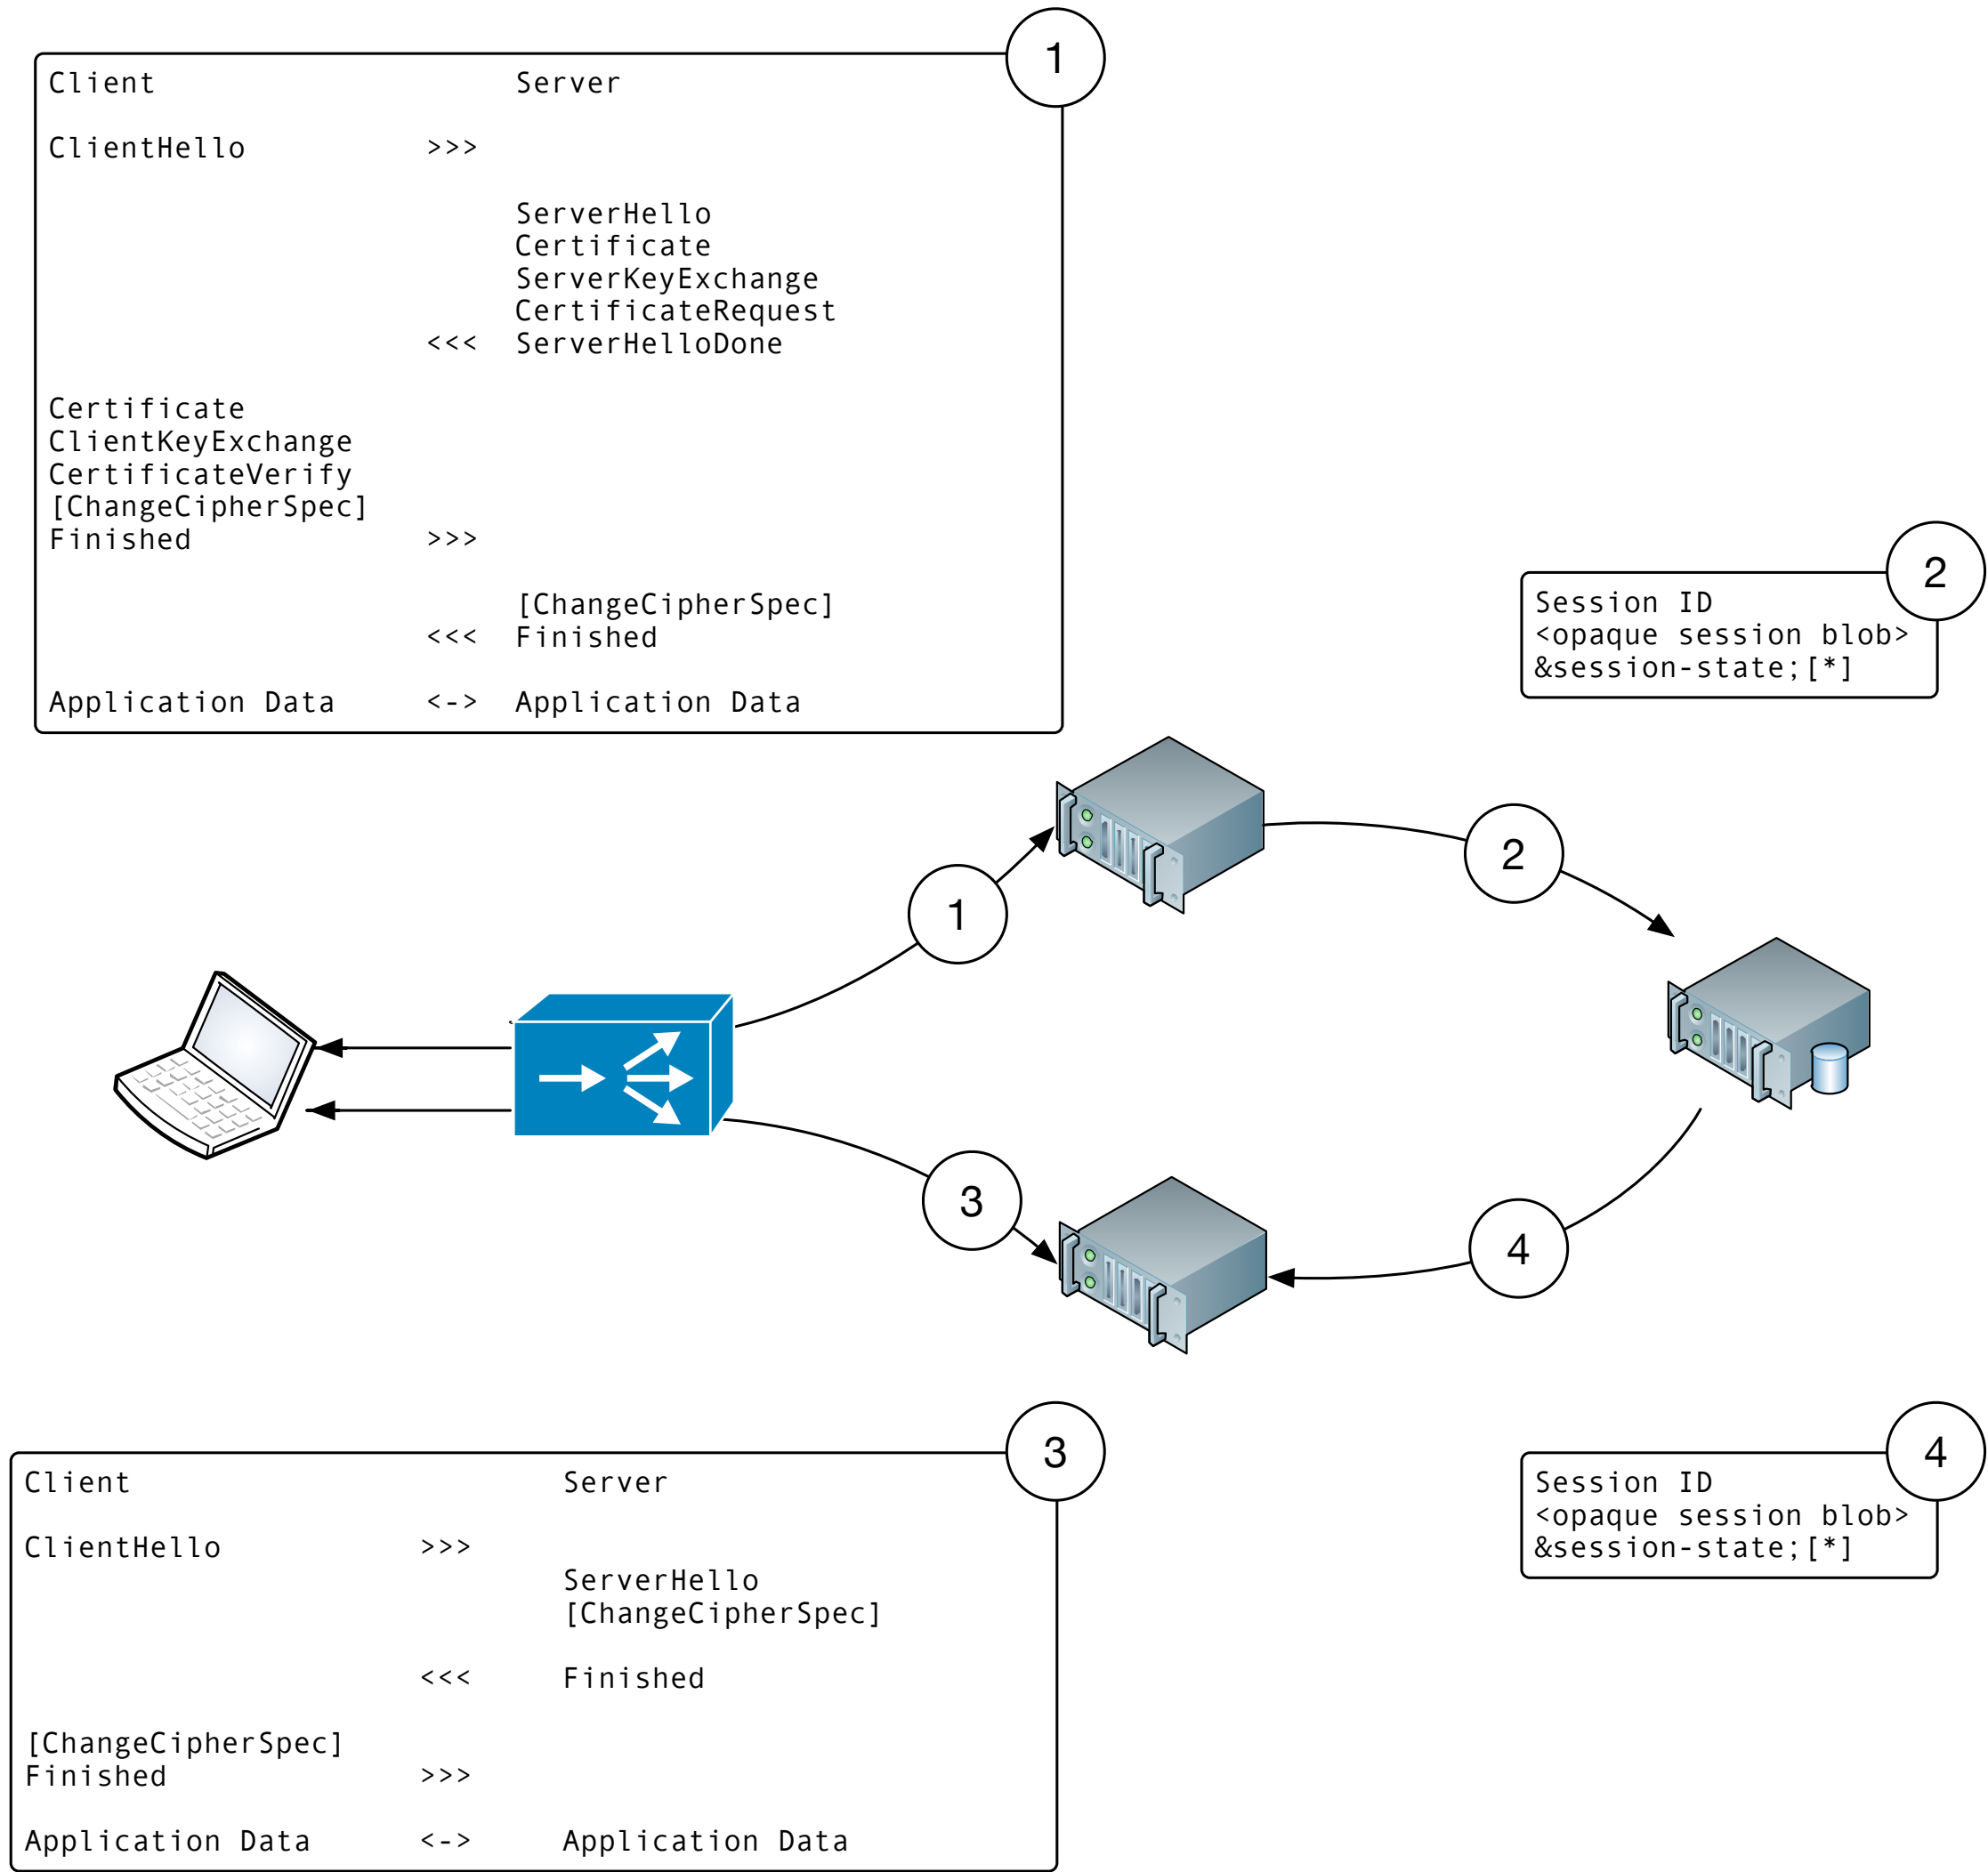 1
Client Server
ClientHello >>>
ServerHello
Certificate
ServerKeyExchange
CertificateRequest
<<< ServerHelloDone
Certificate
ClientKeyExchange
CertificateVerify
[ChangeCipherSpec]
Finished >>>
[ChangeCipherSpec]
<<< Finished
Application Data <-> Application Data
2
Session ID
<opaque session blob>
&session-state;[*]
1
2
3
4
3
Client Server
ClientHello >>>
ServerHello
[ChangeCipherSpec]
<<< Finished
[ChangeCipherSpec]
Finished >>>
Application Data <-> Application Data
4
Session ID
<opaque session blob>
&session-state;[*]